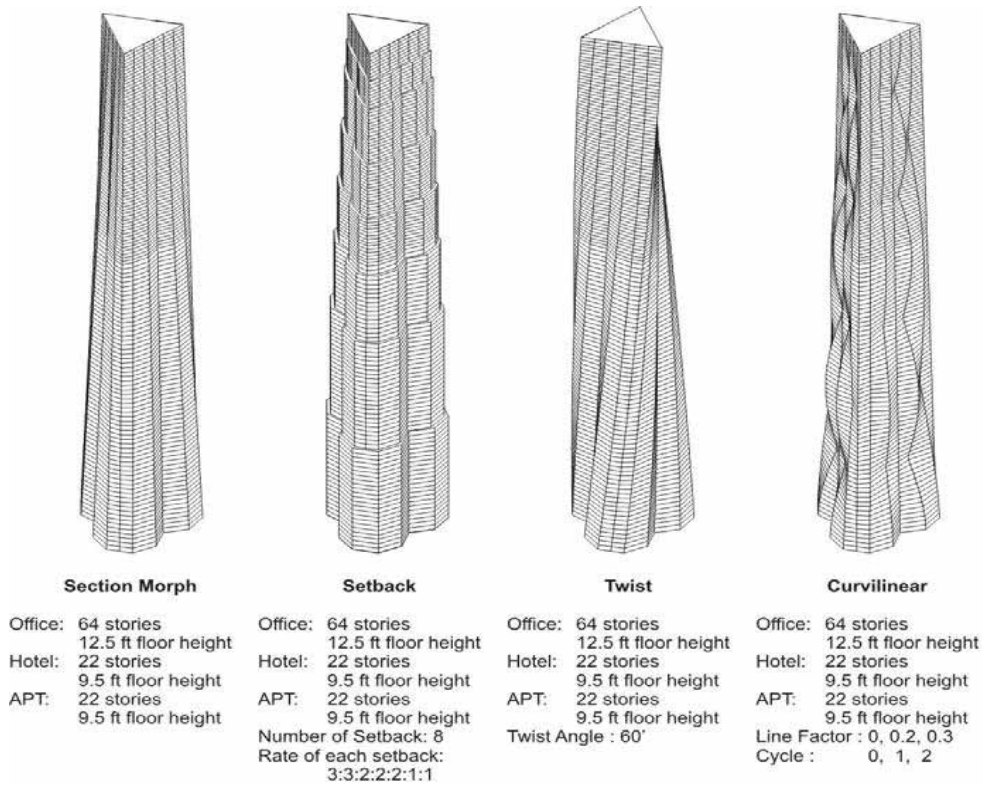 Section Morph
Office: 64 stories
12.5 ft floor height
Hotel: 22 stories
9.5 ft floor height
APT: 22 stories
9.5 ft floor height
Setback
Office: 64 stories
12.5 ft floor height
Hotel: 22 stories
9.5 ft floor height
APT: 22 stories
9.5 ft floor height
Number of Setback: 8
Rate of each setback:
3:3:2:2:2:1:1
Twist
Office: 64 stories
12.5 ft floor height
Hotel: 22 stories
9.5 ft floor height
APT: 22 stories
9.5 ft floor height
Twist Angle : 60'
Curvilinear
Office: 64 stories
12.5 ft floor height
Hotel: 22 stories
9.5 ft floor height
APT: 22 stories
9.5 ft floor height
Line Factor : 0, 0.2, 0.3
Cycle : 0, 1, 2